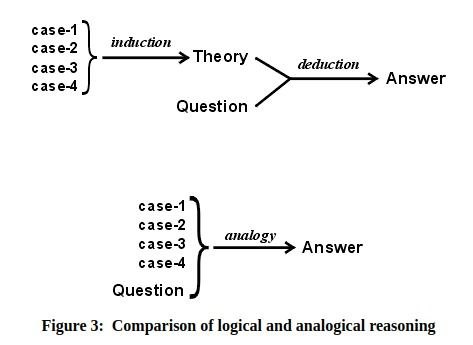 case-1
case-2
case-3
case-4
induction
Theory
Question
deduction
Answer
case-1
case-2
case-3
case-4
Question
analogy
Answer
Figure 3: Comparison of logical and analogical reasoning